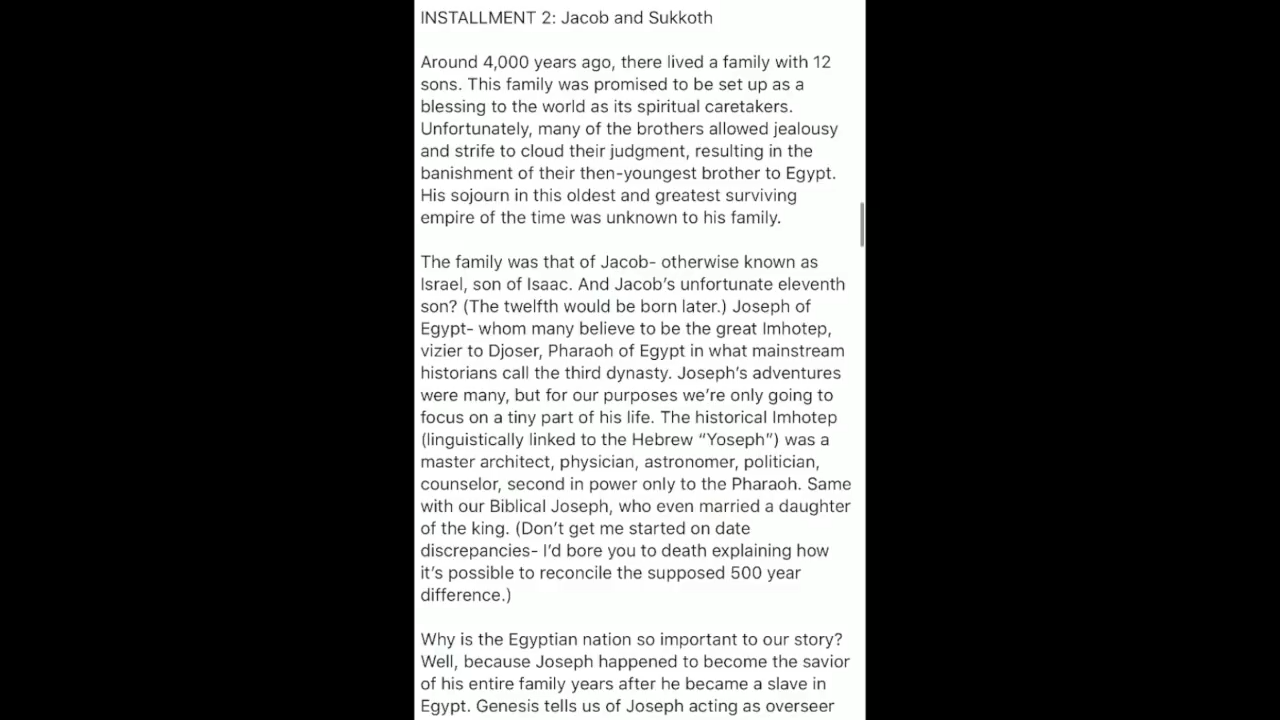 INSTALLMENT 2: Jacob and Sukkoth
Around 4,000 years ago, there lived a family with 12
sons. This family was promised to be set up as a
blessing to the world as its spiritual caretakers.
Unfortunately, many of the brothers allowed jealousy
and strife to cloud their judgment, resulting in the
banishment of their then-youngest brother to Egypt.
His sojourn in this oldest and greatest surviving
empire of the time was unknown to his family.
The family was that of Jacob- otherwise known as
Israel, son of Isaac. And Jacob’s unfortunate eleventh
son? (The twelfth would be born later.) Joseph of
Egypt- whom many believe to be the great Imhotep,
vizier to Djoser, Pharaoh of Egypt in what mainstream
historians call the third dynasty. Joseph’s adventures
were many, but for our purposes we’re only going to
focus on a tiny part of his life. The historical Imhotep
(linguistically linked to the Hebrew “Yoseph”) was a
master architect, physician, astronomer, politician,
counselor, second in power only to the Pharaoh. Same
with our Biblical Joseph, who even married a daughter
of the king. (Don’t get me started on date
discrepancies- I’d bore you to death explaining how
it’s possible to reconcile the supposed 500 year
difference.)
Why is the Egyptian nation so important to our story?
Well, because Joseph happened to become the savior
of his entire family years after he became a slave in
Egypt. Genesis tells us of Joseph acting as overseer